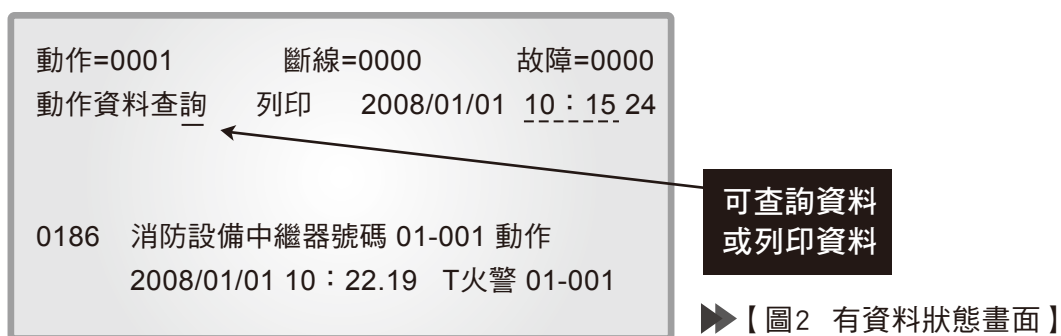 動作=0001 斷線=0000 故障=0000
動作資料查詢 列印 2008/01/01 10：15 24
0186 消防設備中繼器號碼 01-001 動作
2008/01/01 10：22.19 T火警 01-001
可查詢資料
或列印資料
【圖2 有資料狀態畫面】